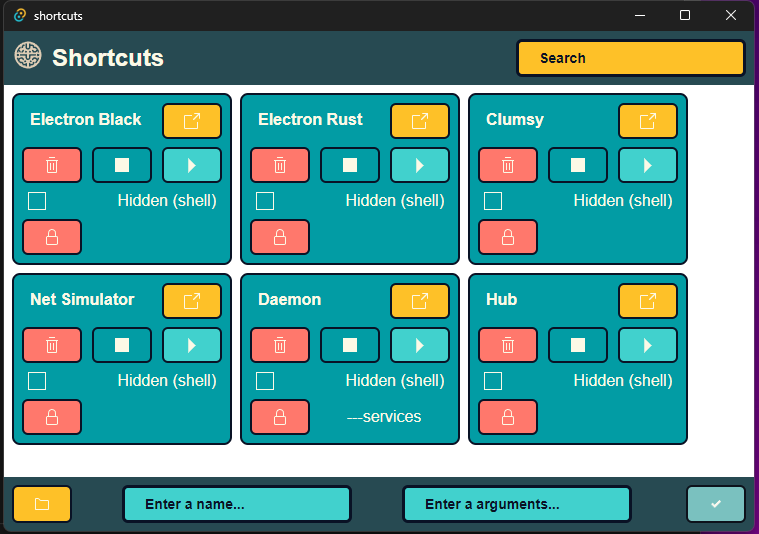 shortcuts
Shortcuts
Search
Electron Black
Electron Rust
Clumsy
Hidden (shell)
Hidden (shell)
Hidden (shell)
Net Simulator
Daemon
Hub
Hidden (shell)
Hidden (shell)
Hidden (shell)
---services
Enter a name...
Enter a arguments...